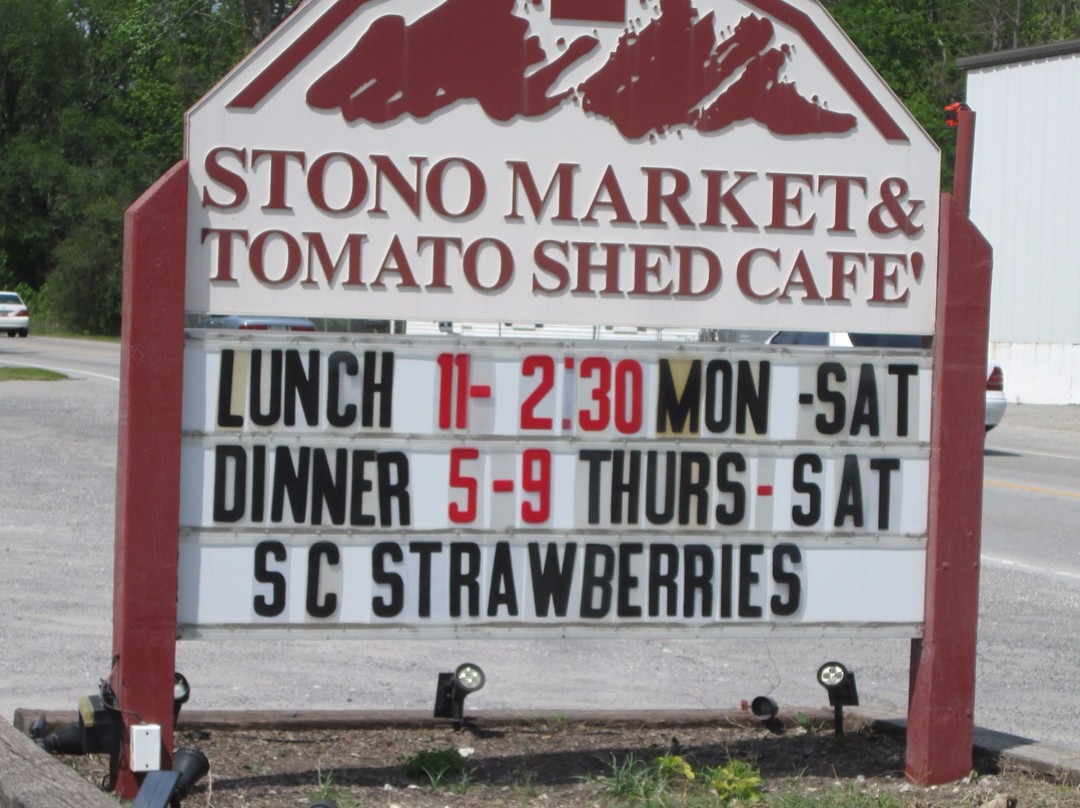 STONO MARKET &
TOMATO SHED CAFE'
LUNCH 11- 2:30 MON -SAT
DINNER 5-9 THURS- SAT
SC STRAWBERRIES